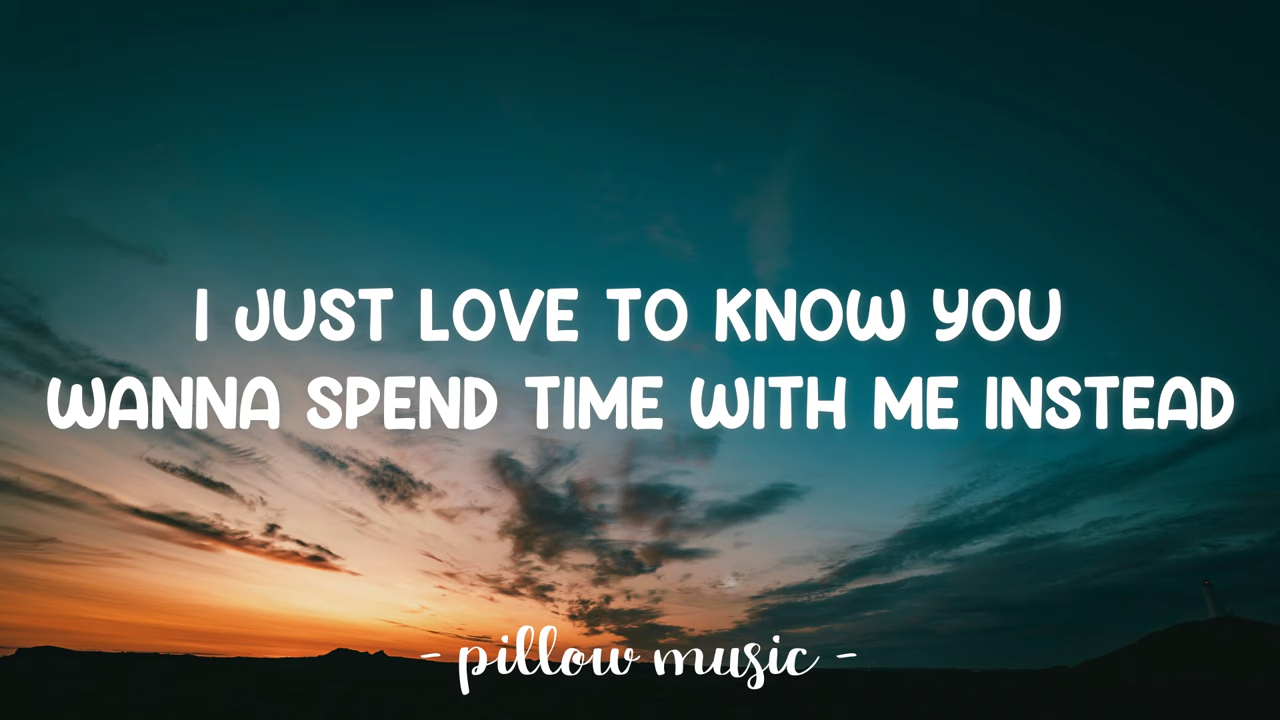 I JUST LOVE TO KNOW YOU
WANNA SPEND TIME WITH ME INSTEAD
- pillow music -